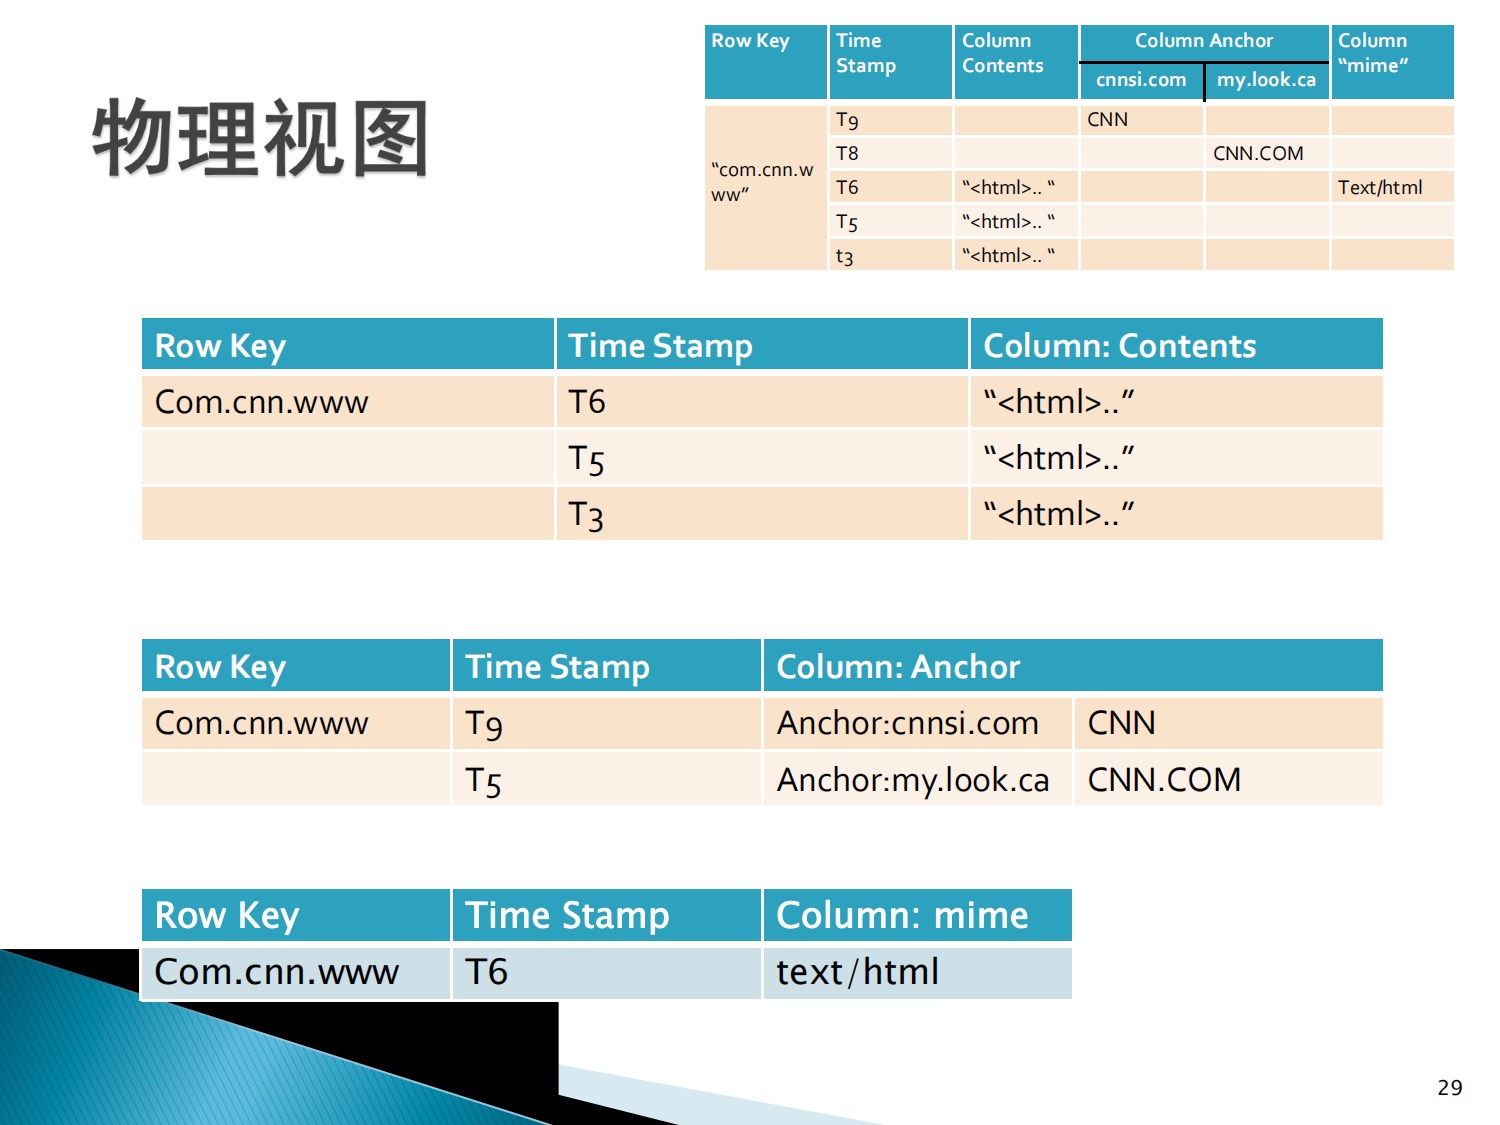 物理视图
Row Key Time Column Column Anchor Column
Stamp Contents cnnsi.com my.look.ca “mime”
T9 CNN
T8 CNN.COM
“com.cnn.w
ww”
T6 “<html>.. “ Text/html
T5 “<html>.. “
t3 “<html>.. “
Row Key Time Stamp Column: Contents
Com.cnn.www T6 “<html>..”
T5 “<html>..”
T3 “<html>..”
Row Key Time Stamp Column: Anchor
Com.cnn.www T9 Anchor:cnnsi.com CNN
T5 Anchor:my.look.ca CNN.COM
Row Key Time Stamp Column: mime
Com.cnn.www T6 text/html
29